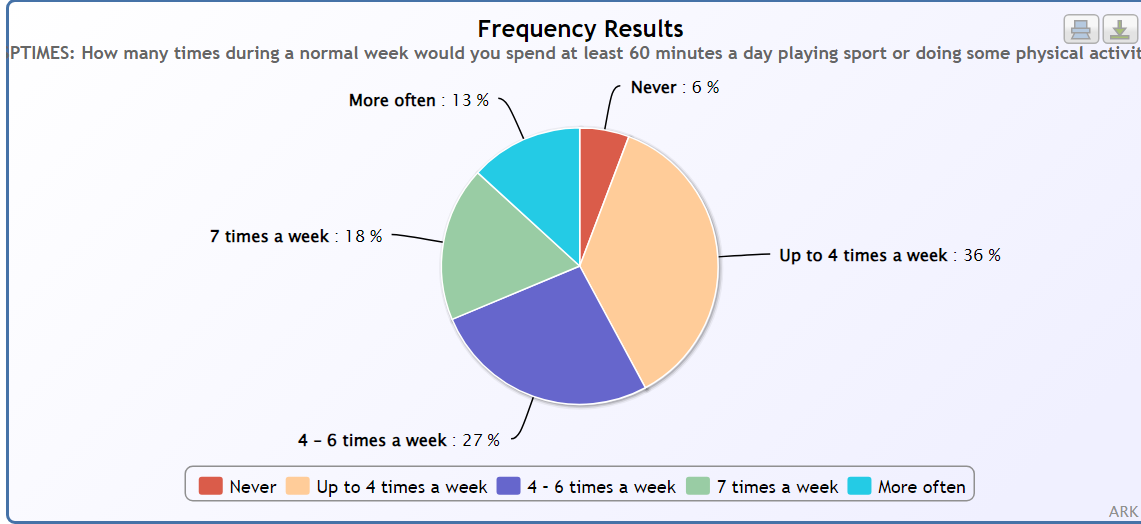 Frequency Results
PTIMES: How many times during a normal week would you spend at least 60 minutes a day playing sport or doing some physical activit
Never : 6 %
More often : 13 %
7 times a week : 18 %
Up to 4 times a week : 36 %
4 – 6 times a week : 27 %
Never Up to 4 times a week 4 - 6 times a week 7 times a week More often
ARK